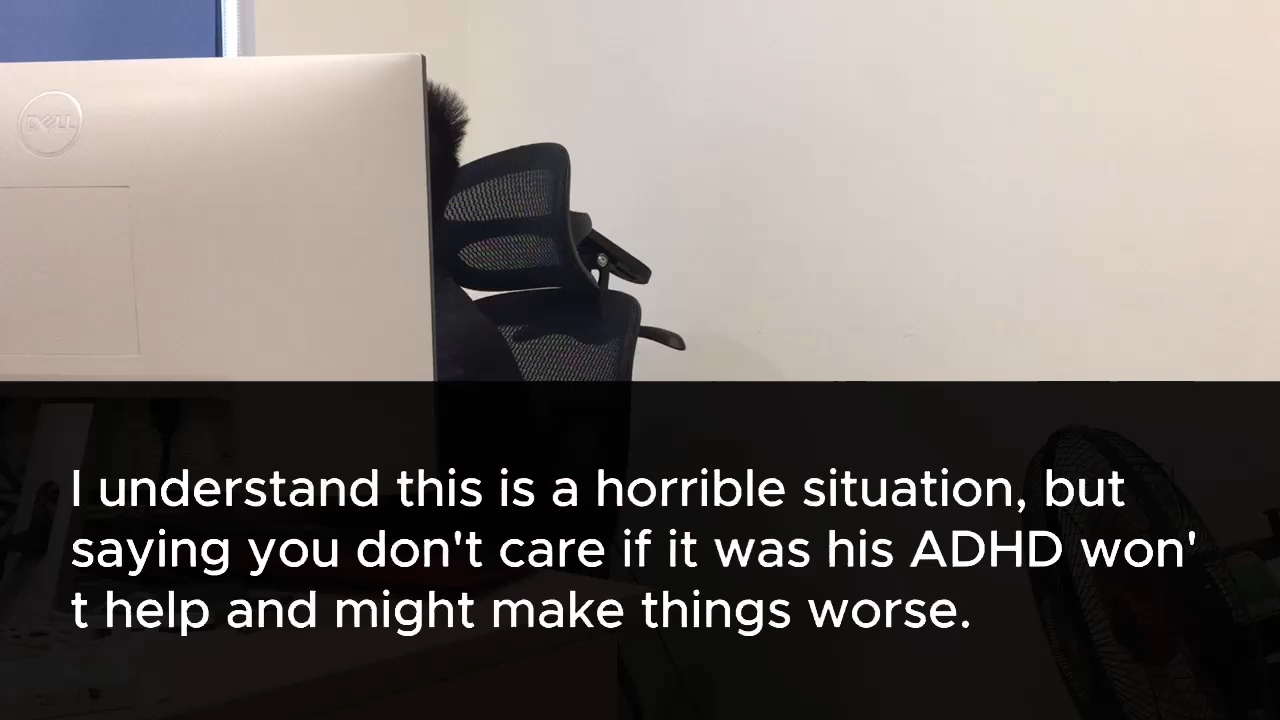 DELL
I understand this is a horrible situation, but
saying you don't care if it was his ADHD won'
t help and might make things worse.